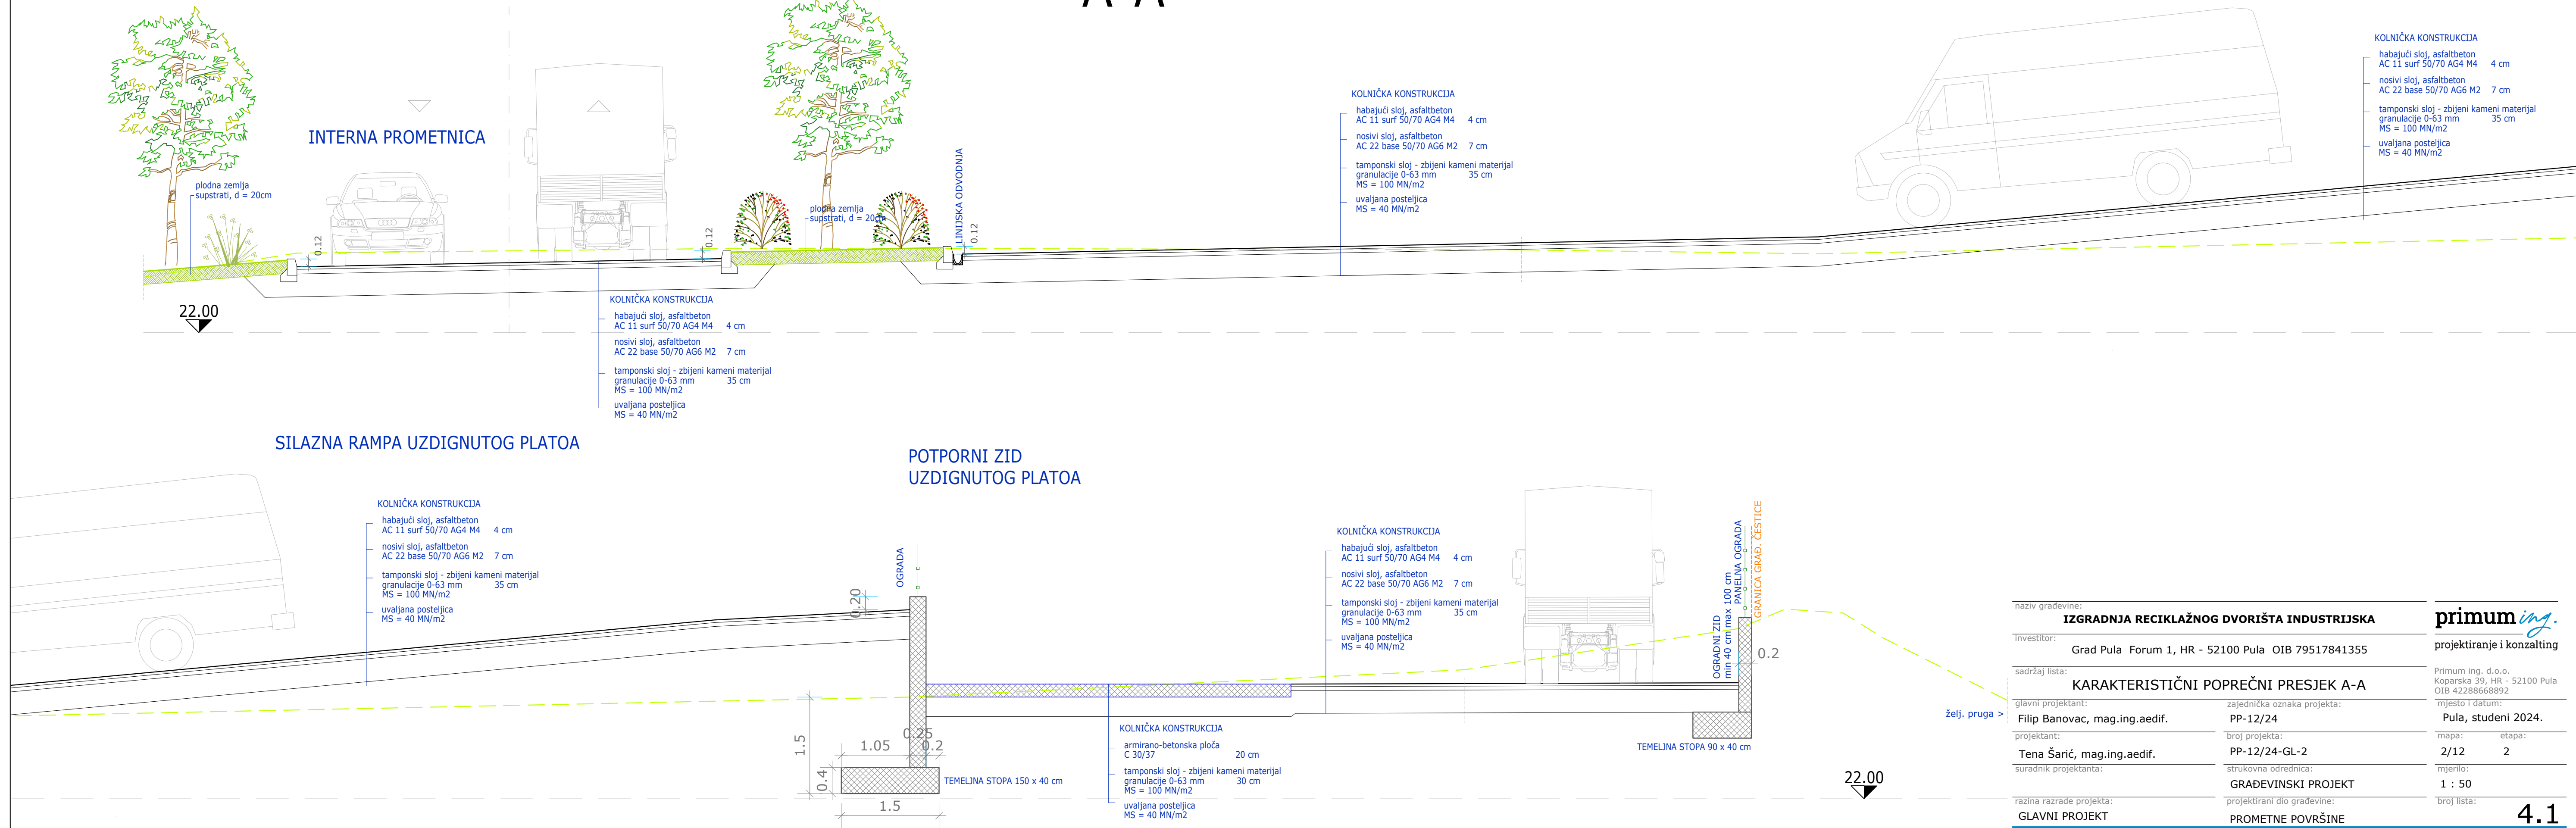 A-A
INTERNA PROMETNICA
plodna zemlja
supstrati, d = 20cm
0.12
0.12
plodna zemlja
supstrati, d = 20cm
LINIJSKA ODVODNJA
0.12
KOLNIČKA KONSTRUKCIJA
habajući sloj, asfaltbeton
AC 11 surf 50/70 AG4 M4 4 cm
nosivi sloj, asfaltbeton
AC 22 base 50/70 AG6 M2 7 cm
tamponski sloj - zbijeni kameni materijal
granulacije 0-63 mm 35 cm
MS = 100 MN/m2
uvaljana posteljica
MS = 40 MN/m2
KOLNIČKA KONSTRUKCIJA
habajući sloj, asfaltbeton
AC 11 surf 50/70 AG4 M4 4 cm
nosivi sloj, asfaltbeton
AC 22 base 50/70 AG6 M2 7 cm
tamponski sloj - zbijeni kameni materijal
granulacije 0-63 mm 35 cm
MS = 100 MN/m2
uvaljana posteljica
MS = 40 MN/m2
22.00
KOLNIČKA KONSTRUKCIJA
habajući sloj, asfaltbeton
AC 11 surf 50/70 AG4 M4 4 cm
nosivi sloj, asfaltbeton
AC 22 base 50/70 AG6 M2 7 cm
tamponski sloj - zbijeni kameni materijal
granulacije 0-63 mm 35 cm
MS = 100 MN/m2
uvaljana posteljica
MS = 40 MN/m2
SILAZNA RAMPA UZDIGNUTOG PLATOA
KOLNIČKA KONSTRUKCIJA
habajući sloj, asfaltbeton
AC 11 surf 50/70 AG4 M4 4 cm
nosivi sloj, asfaltbeton
AC 22 base 50/70 AG6 M2 7 cm
tamponski sloj - zbijeni kameni materijal
granulacije 0-63 mm 35 cm
MS = 100 MN/m2
uvaljana posteljica
MS = 40 MN/m2
POTPORNI ZID
UZDIGNUTOG PLATOA
OGRADA
0.20
1.5
0.4
1.05
0.25
0.2
1.5
TEMELJNA STOPA 150 x 40 cm
KOLNIČKA KONSTRUKCIJA
armirano-betonska ploča
C 30/37 20 cm
tamponski sloj - zbijeni kameni materijal
granulacije 0-63 mm 30 cm
MS = 100 MN/m2
uvaljana posteljica
MS = 40 MN/m2
KOLNIČKA KONSTRUKCIJA
habajući sloj, asfaltbeton
AC 11 surf 50/70 AG4 M4 4 cm
nosivi sloj, asfaltbeton
AC 22 base 50/70 AG6 M2 7 cm
tamponski sloj - zbijeni kameni materijal
granulacije 0-63 mm 35 cm
MS = 100 MN/m2
uvaljana posteljica
MS = 40 MN/m2
OGRADNI ZID
min 40 cm max 100 cm
PANELNA OGRADA
GRANICA GRAĐ. ČESTICE
0.2
TEMELJNA STOPA 90 x 40 cm
22.00
želj. pruga >
naziv građevine:
IZGRADNJA RECIKLAŽNOG DVORIŠTA INDUSTRIJSKA
investitor:
Grad Pula Forum 1, HR - 52100 Pula OIB 79517841355
sadržaj lista:
KARAKTERISTIČNI POPREČNI PRESJEK A-A
glavni projektant:
Filip Banovac, mag.ing.aedif.
zajednička oznaka projekta:
PP-12/24
projektant:
Tena Šarić, mag.ing.aedif.
broj projekta:
PP-12/24-GL-2
suradnik projektanta:
strukovna odrednica:
GRAĐEVINSKI PROJEKT
razina razrade projekta:
GLAVNI PROJEKT
projektirani dio građevine:
PROMETNE POVRŠINE
primum ing.
projektiranje i konzalting
Primum ing. d.o.o.
Koparska 39, HR - 52100 Pula
OIB 42288668892
mjesto i datum:
Pula, studeni 2024.
mapa: etapa:
2/12 2
mjerilo:
1 : 50
broj lista:
4.1